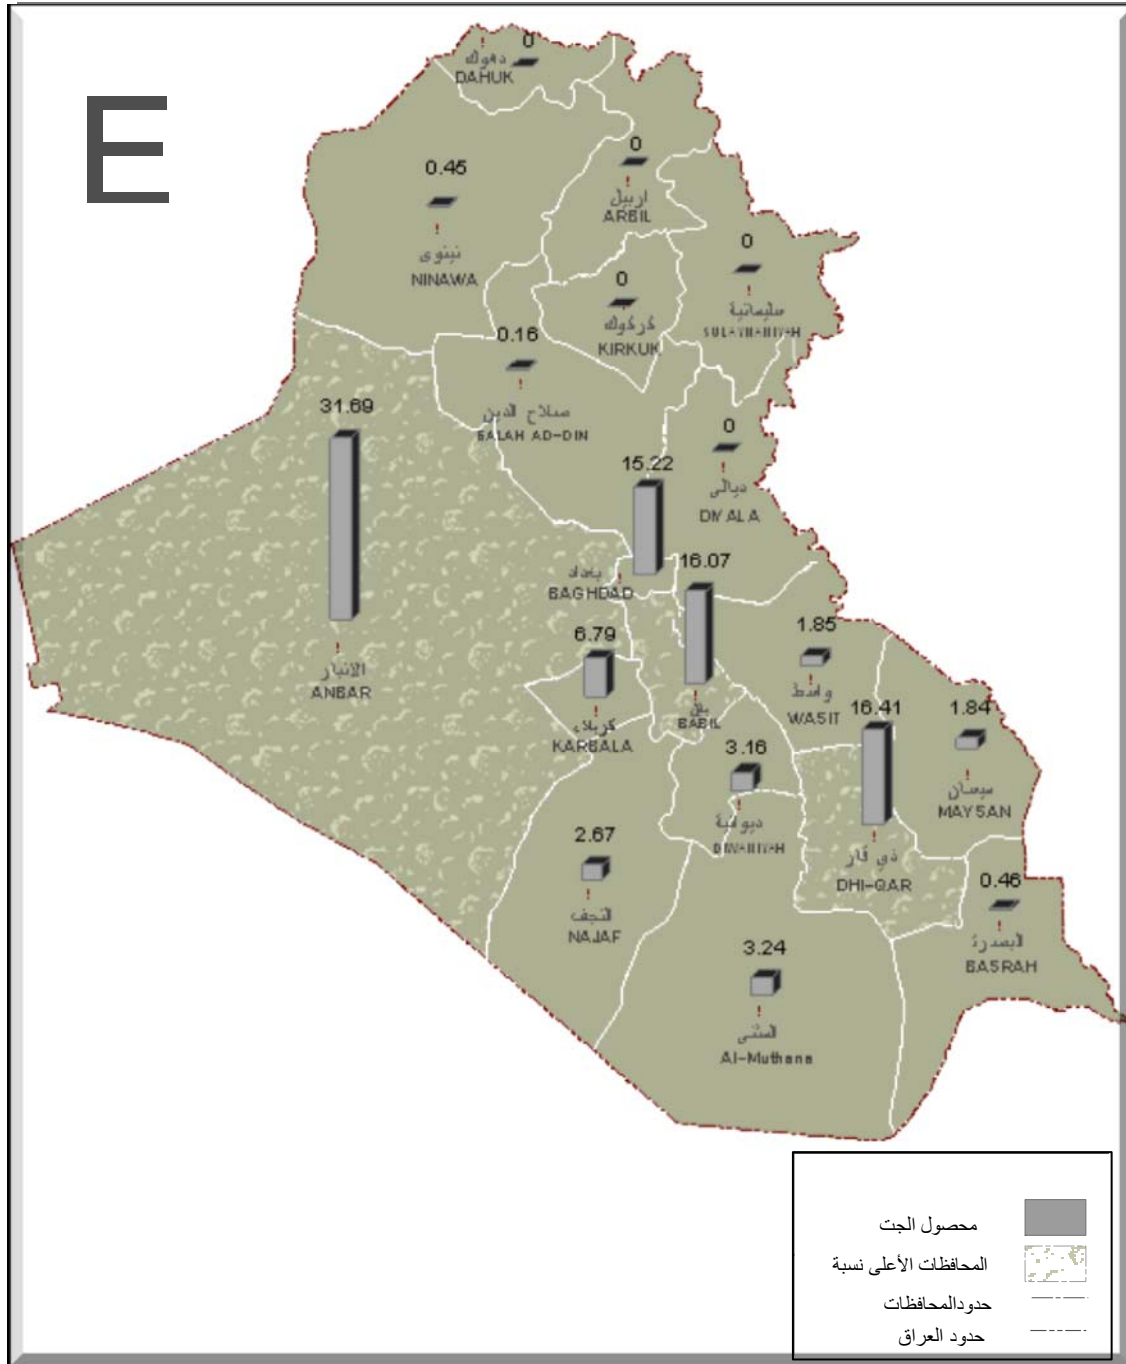 E
0
دهوك
DAHUK
0.45
نينوى
NINAWA
0
اربيل
ARBIL
0
سليمانية
SULAYMANIYAH
0
كركوك
KIRKUK
0.16
صلاح الدين
SALAH AD-DIN
31.69
الانبار
ANBAR
0
ديالى
DIYALA
15.22
بغداد
BAGHDAD
16.07
BABIL
6.79
كربلاء
KARBALA
1.85
واسط
WASIT
16.41
ذي قار
DHI-QAR
1.84
ميسان
MAYSAN
3.16
ديوانية
DIWANIYAH
2.67
النجف
NAJAF
0.46
البصرة
BASRAH
3.24
المثنى
Al-Muthana
محصول الجت
المحافظات الأعلى نسبة
حدودالمحافظات
حدود العراق